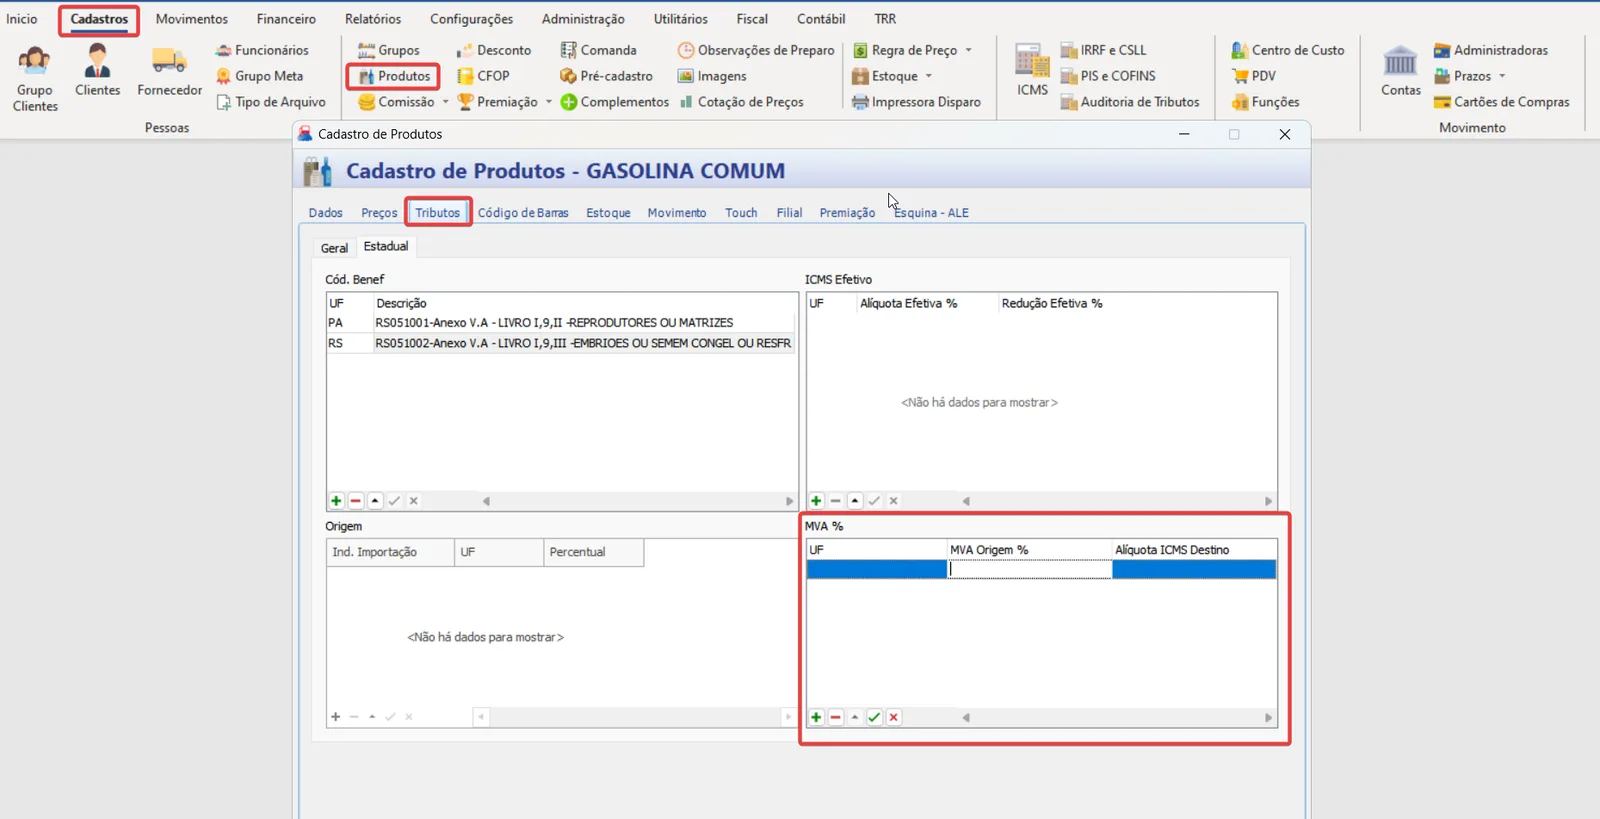 Inicio Cadastros Movimentos Financeiro Relatórios Configurações Administração Utilitários Fiscal Contábil TRR
Grupo Clientes
Clientes
Fornecedor
Funcionários
Grupo Meta
Tipo de Arquivo
Pessoas
Grupos Desconto Comanda Observações de Preparo
Produtos CFOP Pré-cadastro Imagens
Comissão Premiação Complementos Cotação de Preços
Regra de Preço
Estoque
Impressora Disparo
ICMS
IRRF e CSLL
PIS e COFINS
Auditoria de Tributos
Centro de Custo
PDV
Funções
Contas
Administradoras
Prazos
Cartões de Compras
Movimento
Cadastro de Produtos
Cadastro de Produtos - GASOLINA COMUM
Dados Preços Tributos Código de Barras Estoque Movimento Touch Filial Premiação Esquina - ALE
Geral Estadual
Cód. Benef
UF Descrição
PA RS051001-Anexo V.A - LIVRO I,9,II -REPRODUTORES OU MATRIZES
RS RS051002-Anexo V.A - LIVRO I,9,III -EMBRIOES OU SEMEM CONGEL OU RESFR
ICMS Efetivo
UF Alíquota Efetiva % Redução Efetiva %
<Não há dados para mostrar>
Origem
Ind. Importação UF Percentual
<Não há dados para mostrar>
MVA %
UF MVA Origem % Alíquota ICMS Destino